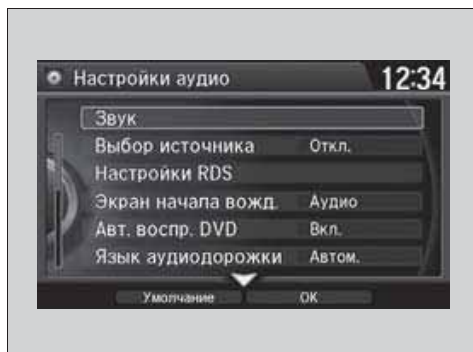 Настройки аудио 12:34
Звук
Выбор источника Откл.
Настройки RDS
Экран начала вожд. Аудио
Авт. воспр. DVD Вкл.
Язык аудиодорожки Автом.
Умолчание OK